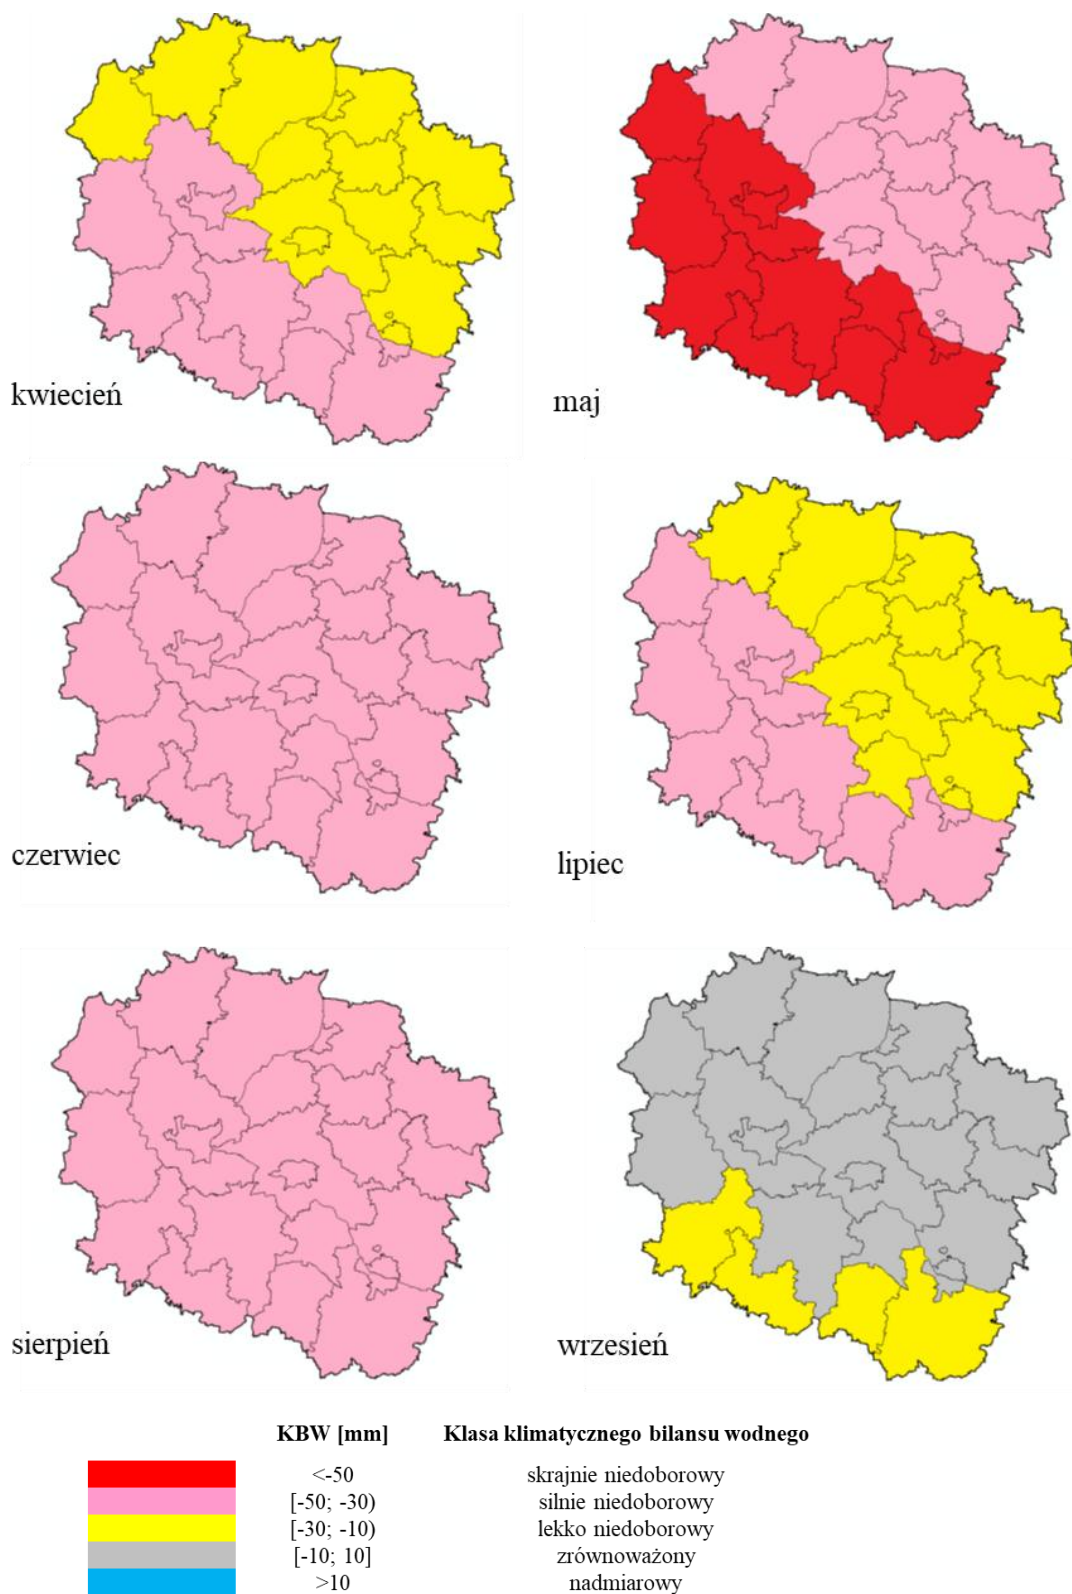 kwiecień
maj
czerwiec
lipiec
sierpień
wrzesień
KBW [mm] Klasa klimatycznego bilansu wodnego
<-50 skrajnie niedoborowy
[-50; -30) silnie niedoborowy
[-30; -10) lekko niedoborowy
[-10; 10] zrównoważony
>10 nadmiarowy